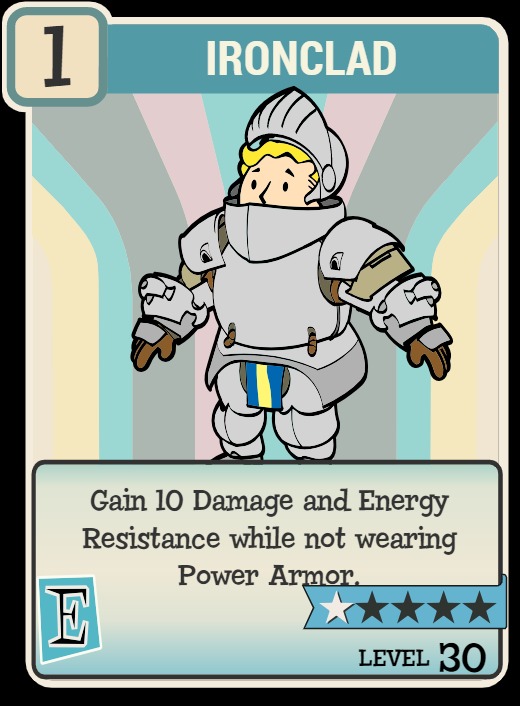 1
IRONCLAD
Gain 10 Damage and Energy
Resistance while not wearing
Power Armor.
E
LEVEL 30